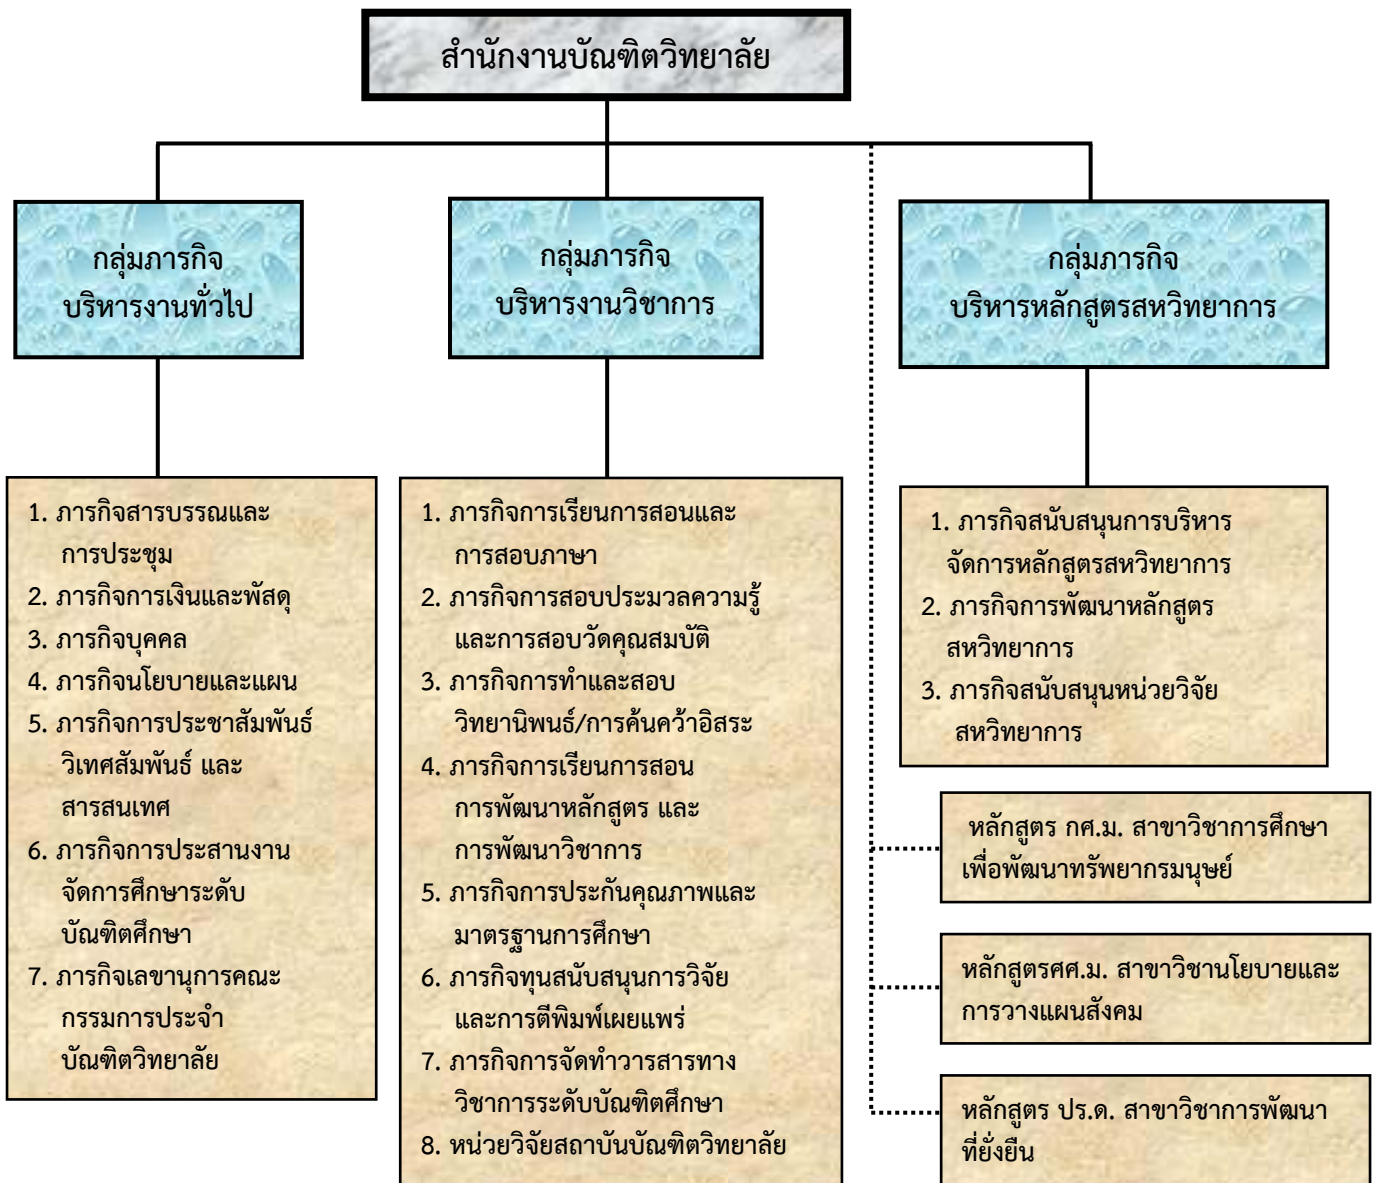 สำนักงานบัณฑิตวิทยาลัย
กลุ่มภารกิจ
บริหารงานทั่วไป
กลุ่มภารกิจ
บริหารงานวิชาการ
กลุ่มภารกิจ
บริหารหลักสูตรสหวิทยาการ
1. ภารกิจสารบรรณและ
การประชุม
2. ภารกิจการเงินและพัสดุ
3. ภารกิจบุคคล
4. ภารกิจนโยบายและแผน
5. ภารกิจการประชาสัมพันธ์
วิเทศสัมพันธ์ และ
สารสนเทศ
6. ภารกิจการประสานงาน
จัดการศึกษาระดับ
บัณฑิตศึกษา
7. ภารกิจเลขานุการคณะ
กรรมการประจำ
บัณฑิตวิทยาลัย
1. ภารกิจการเรียนการสอนและ
การสอบภาษา
2. ภารกิจการสอบประมวลความรู้
และการสอบวัดคุณสมบัติ
3. ภารกิจการทำและสอบ
วิทยานิพนธ์/การค้นคว้าอิสระ
4. ภารกิจการเรียนการสอน
การพัฒนาหลักสูตร และ
การพัฒนาวิชาการ
5. ภารกิจการประกันคุณภาพและ
มาตรฐานการศึกษา
6. ภารกิจทุนสนับสนุนการวิจัย
และการตีพิมพ์เผยแพร่
7. ภารกิจการจัดทำวารสารทาง
วิชาการระดับบัณฑิตศึกษา
8. หน่วยวิจัยสถาบันบัณฑิตวิทยาลัย
1. ภารกิจสนับสนุนการบริหาร
จัดการหลักสูตรสหวิทยาการ
2. ภารกิจการพัฒนาหลักสูตร
สหวิทยาการ
3. ภารกิจสนับสนุนหน่วยวิจัย
สหวิทยาการ
หลักสูตร กศ.ม. สาขาวิชาการศึกษา
เพื่อพัฒนาทรัพยากรมนุษย์
หลักสูตรศศ.ม. สาขาวิชานโยบายและ
การวางแผนสังคม
หลักสูตร ปร.ด. สาขาวิชาการพัฒนา
ที่ยั่งยืน